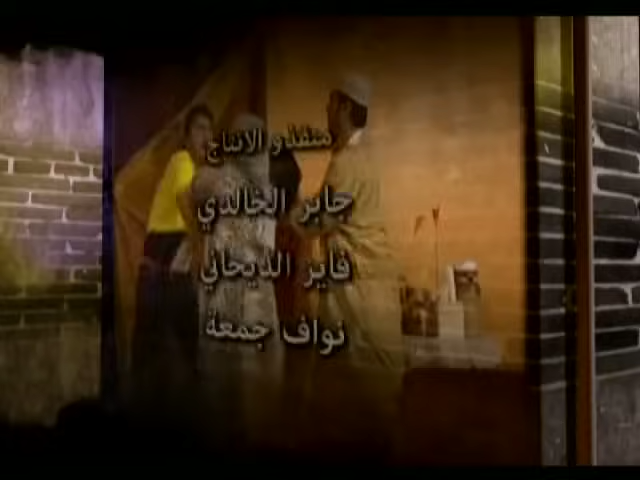 منفذو الانتاج
جابر الخالدي
فايز الديحاني
نواف جمعة